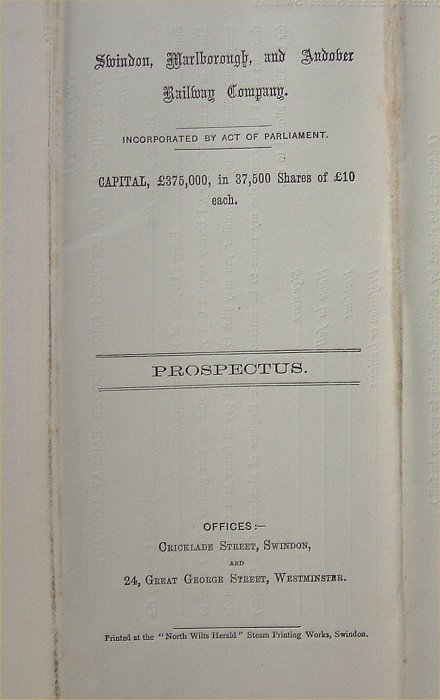 Swindon, Marlborough, and Andover
Railway Company.
INCORPORATED BY ACT OF PARLIAMENT.
CAPITAL, £375,000, in 37,500 Shares of £10
each.
PROSPECTUS.
OFFICES:—
CRICKLADE STREET, SWINDON,
AND
24, GREAT GEORGE STREET, WESTMINSTER.
Printed at the "North Wilts Herald" Steam Printing Works, Swindon.